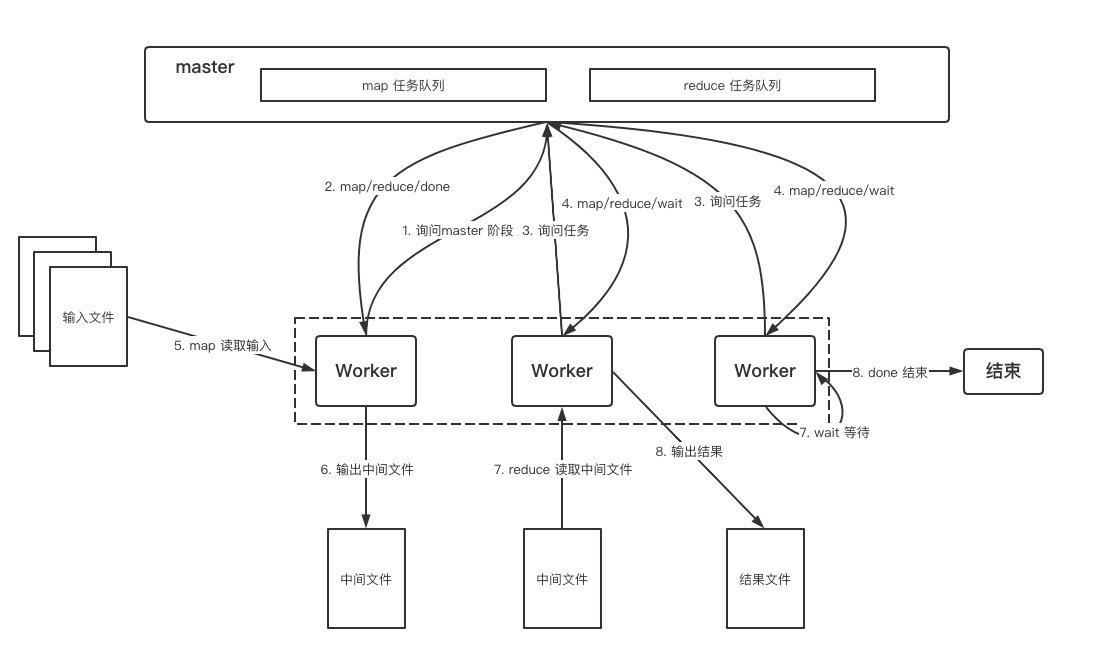 master
map 任务队列
reduce 任务队列
2. map/reduce/done
4. map/reduce/wait
4. map/reduce/wait
3. 询问任务
1. 询问master 阶段
3. 询问任务
输入文件
5. map 读取输入
Worker
Worker
Worker
8. done 结束
结束
7. wait 等待
8. 输出结果
6. 输出中间文件
7. reduce 读取中间文件
中间文件
中间文件
结果文件